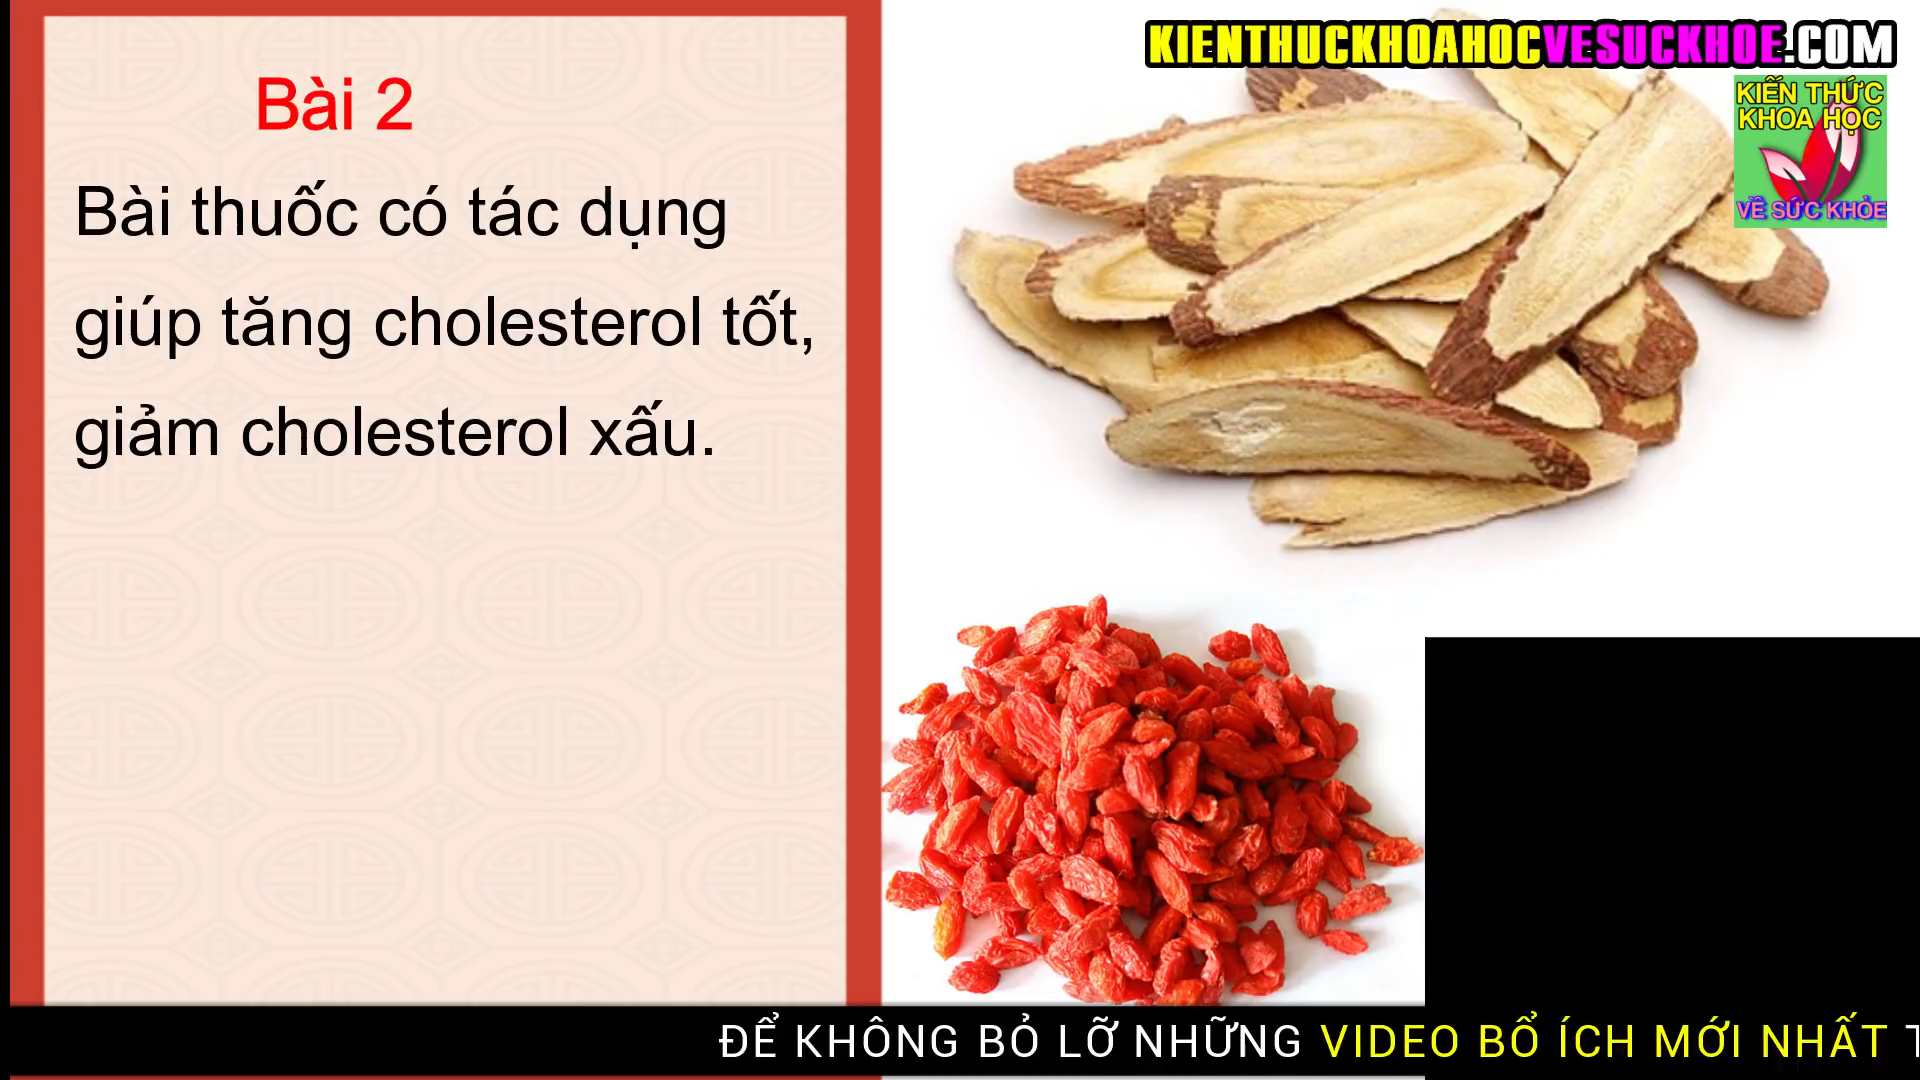 Bài 2
Bài thuốc có tác dụng
giúp tăng cholesterol tốt,
giảm cholesterol xấu.
KIENTHUCKHOAHOCVESUCKHOE.COM
KIẾN THỨC
KHOA HỌC
VỀ SỨC KHỎE
ĐỂ KHÔNG BỎ LỠ NHỮNG VIDEO BỔ ÍCH MỚI NHẤT